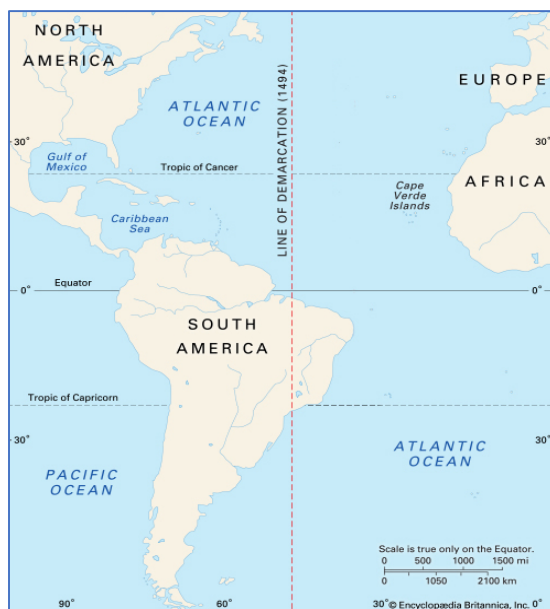 NORTH
AMERICA
ATLANTIC
OCEAN
LINE OF DEMARCATION (1494)
EUROPE
30°
30°
Gulf of
Mexico
Tropic of Cancer
AFRICA
Cape
Verde
Islands
Caribbean
Sea
Equator
0°
0°
SOUTH
AMERICA
Tropic of Capricorn
30°
30°
ATLANTIC
OCEAN
PACIFIC
OCEAN
Scale is true only on the Equator.
0 500 1000 1500 mi
0 1050 2100 km
90°
60°
30°
0°
© Encyclopædia Britannica, Inc.